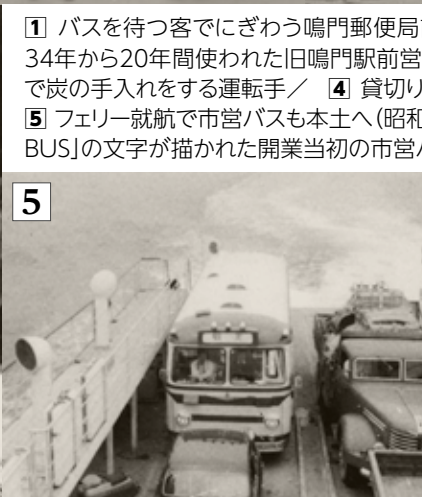 1 バスを待つ客でにぎわう鳴門郵便局
34年から20年間使われた旧鳴門駅前営
で炭の手入れをする運転手／ 4 貸切り
5 フェリー就航で市営バスも本土へ（昭和
BUS」の文字が描かれた開業当初の市営
5